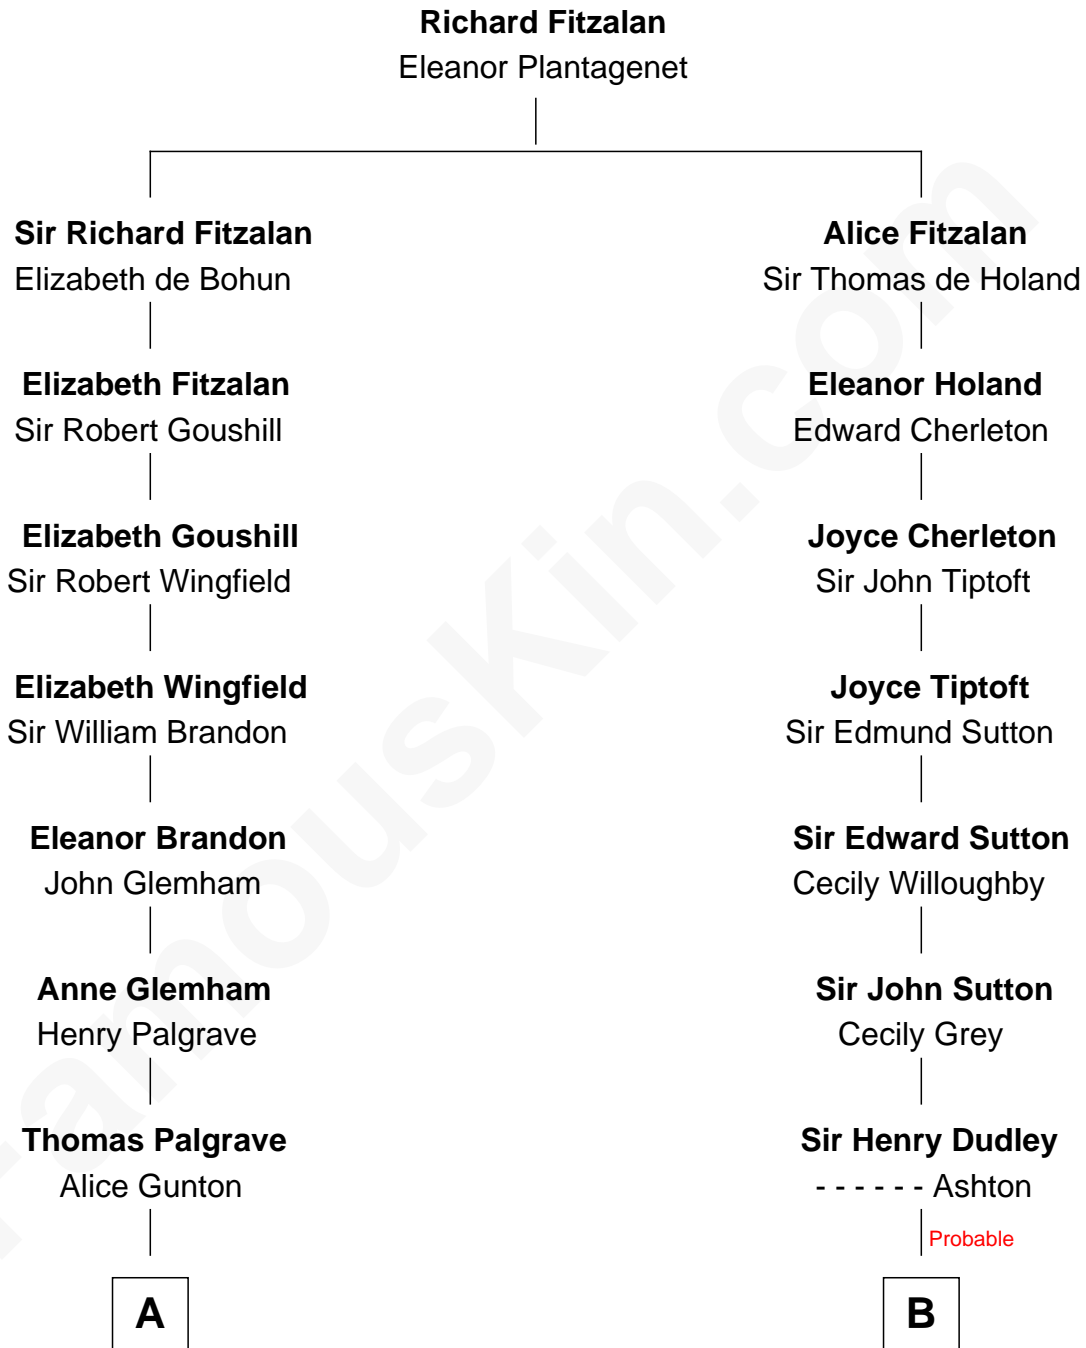 Richard Fitzalan
Eleanor Plantagenet
Sir Richard Fitzalan
Elizabeth de Bohun
Elizabeth Fitzalan
Sir Robert Goushill
Elizabeth Goushill
Sir Robert Wingfield
Elizabeth Wingfield
Sir William Brandon
Eleanor Brandon
John Glemham
Anne Glemham
Henry Palgrave
Thomas Palgrave
Alice Gunton
A
Alice Fitzalan
Sir Thomas de Holand
Eleanor Holand
Edward Cherleton
Joyce Cherleton
Sir John Tiptoft
Joyce Tiptoft
Sir Edmund Sutton
Sir Edward Sutton
Cecily Willoughby
Sir John Sutton
Cecily Grey
Sir Henry Dudley
- - - - - - Ashton
Probable
B
FamousKin.com